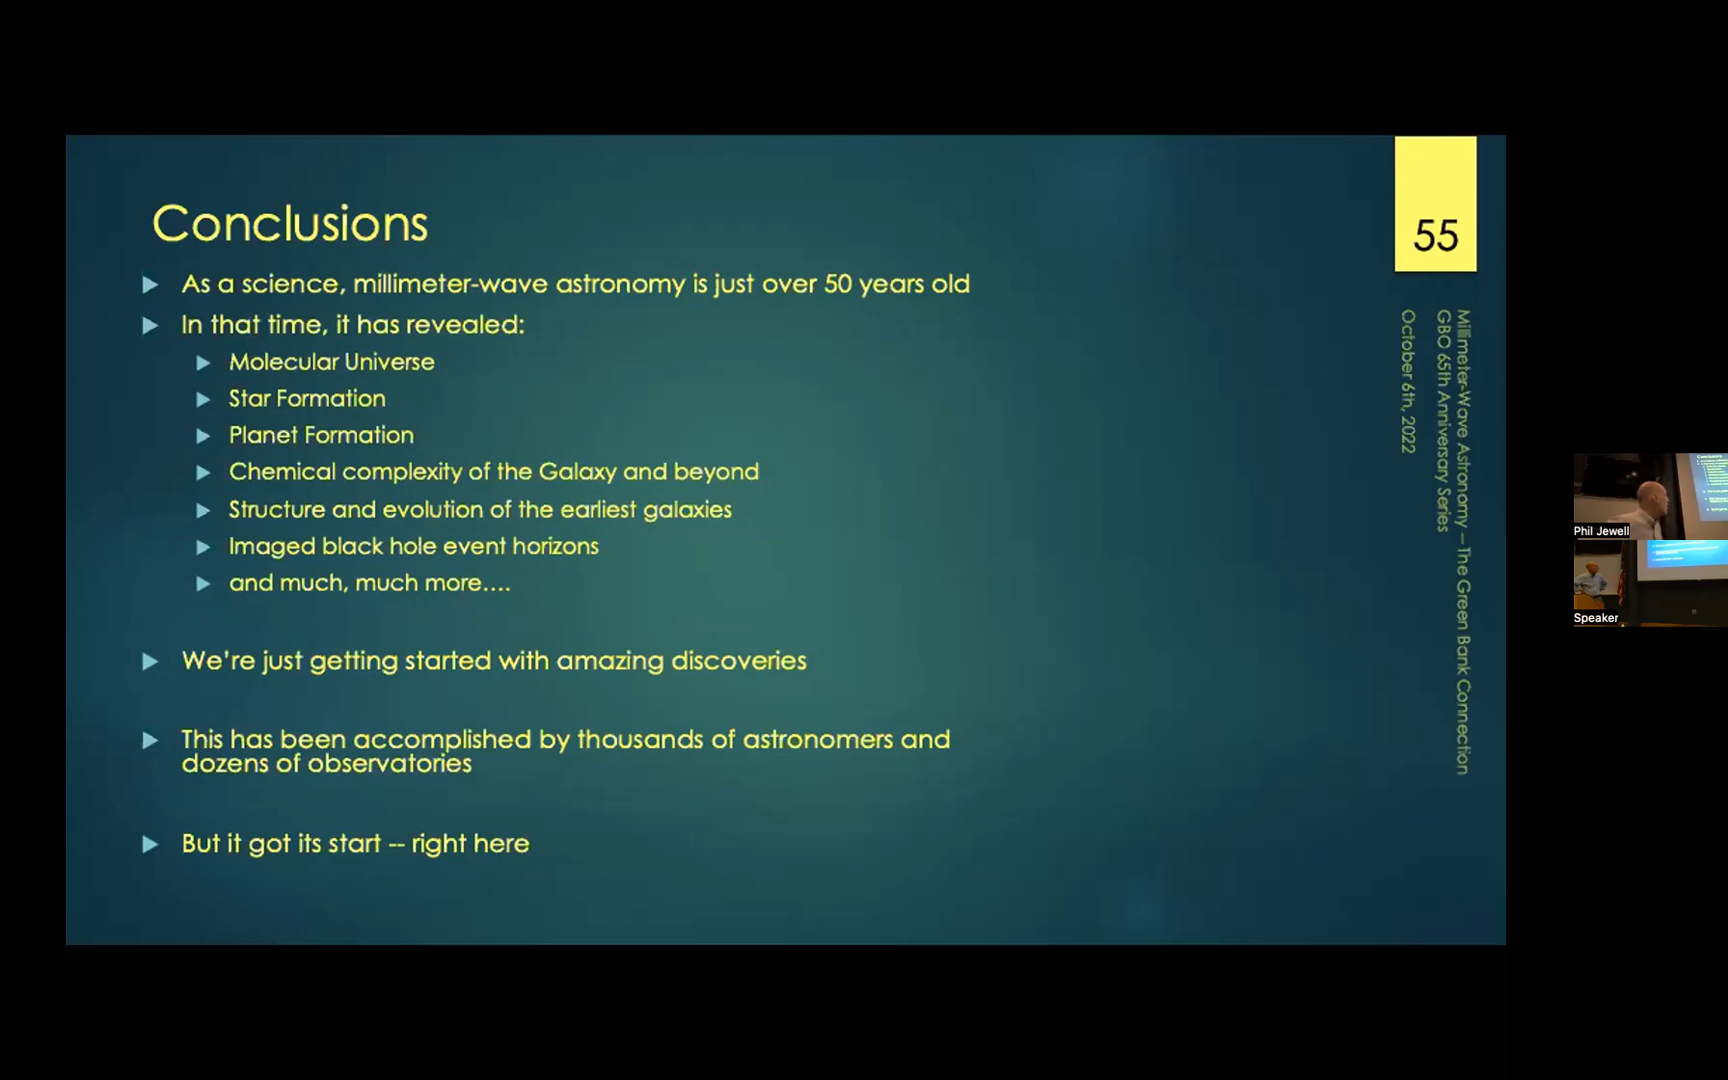 Conclusions
As a science, millimeter-wave astronomy is just over 50 years old
In that time, it has revealed:
Molecular Universe
Star Formation
Planet Formation
Chemical complexity of the Galaxy and beyond
Structure and evolution of the earliest galaxies
Imaged black hole event horizons
and much, much more....
We're just getting started with amazing discoveries
This has been accomplished by thousands of astronomers and
dozens of observatories
But it got its start -- right here
55
Millimeter-Wave Astronomy – The Green Bank Connection
GBO 65th Anniversary Series
October 6th, 2022
Phil Jewell
Speaker